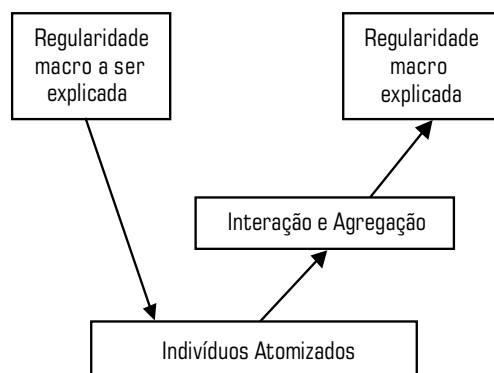 Regularidade
macro a ser
explicada
Regularidade
macro
explicada
Interação e Agregação
Indivíduos Atomizados